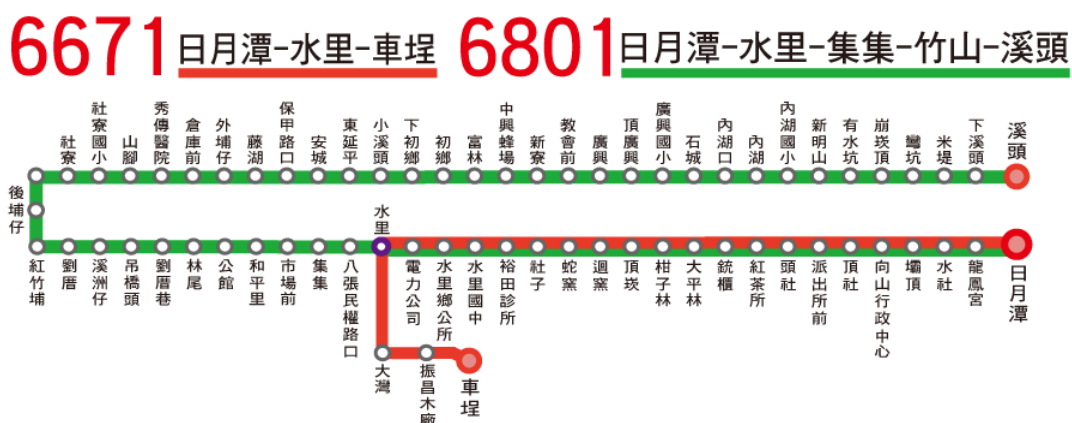 6671 日月潭-水里-車埕
6801 日月潭-水里-集集-竹山-溪頭
社寮
社寮國小
山腳
秀傳醫院
倉庫前
外埔仔
藤湖
保甲路口
安城
東延平
小溪頭
下初鄉
初鄉
富林
中興蜂場
新寮
教會前
廣興
頂廣興
廣興國小
石城
內湖口
內湖
內湖國小
新明山
有水坑
崩崁頂
彎坑
米堤
下溪頭
溪頭
後埔仔
水里
紅竹埔
劉厝
溪洲仔
吊橋頭
劉厝巷
林尾
公館
和平里
市場前
集集
八張民權路口
電力公司
水里鄉公所
水里國中
裕田診所
社子
蛇窯
迴窯
頂崁
柑子林
大平林
銃櫃
紅茶所
頭社
派出所前
頂社
向山行政中心
壩頂
水社
龍鳳宮
日月潭
大灣
振昌木廠
車埕